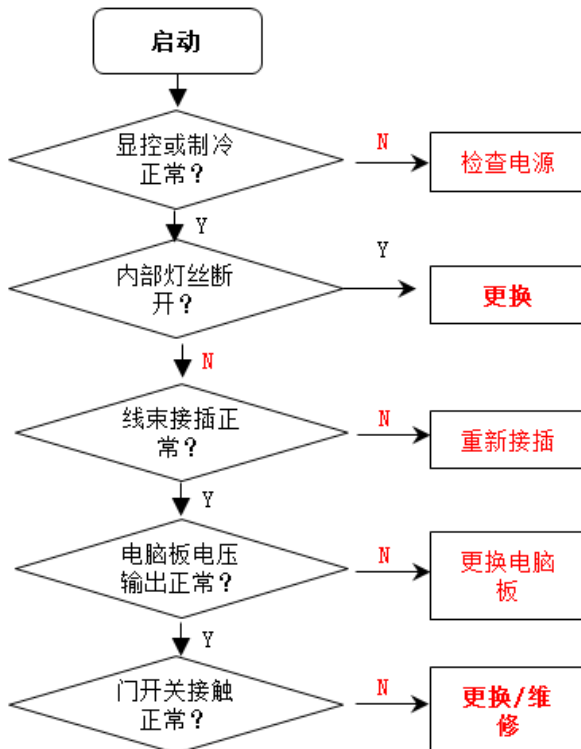 启动
显控或制冷
正常？
N
检查电源
Y
内部灯丝断
开？
Y
更换
N
线束接插正
常？
N
重新接插
Y
电脑板电压
输出正常？
N
更换电脑
板
Y
门开关接触
正常？
N
更换/维
修